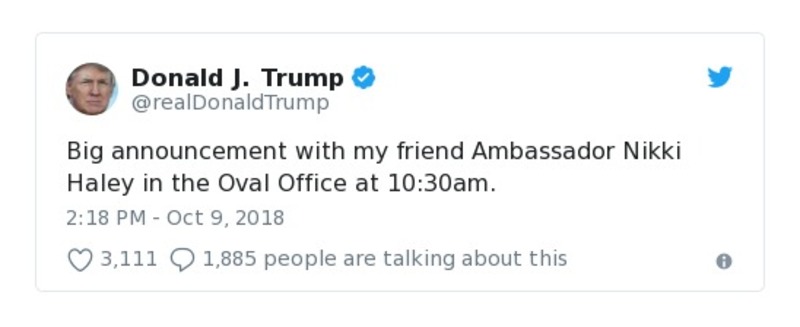 Donald J. Trump
@realDonaldTrump
Big announcement with my friend Ambassador Nikki
Haley in the Oval Office at 10:30am.
2:18 PM - Oct 9, 2018
3,111 1,885 people are talking about this